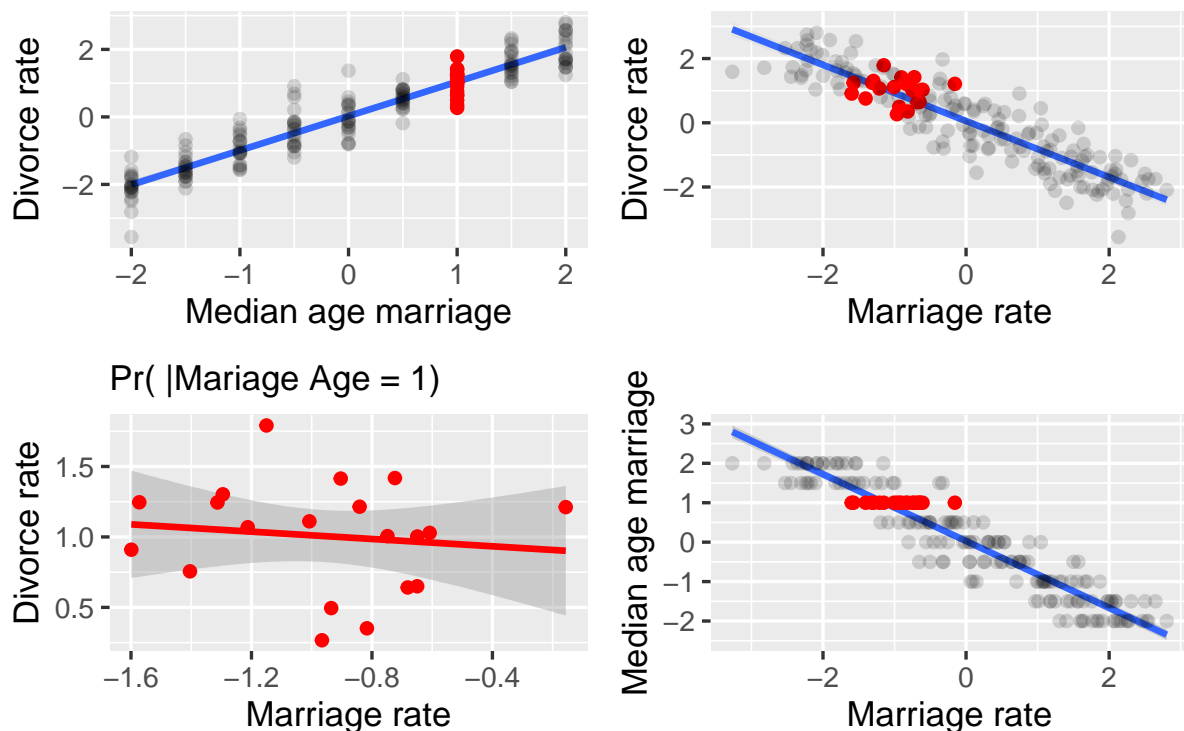 Divorce rate
2
0
−2
−2 −1 0 1 2
Median age marriage
Divorce rate
2
0
−2
−2 0 2
Marriage rate
Pr( |Mariage Age = 1)
Divorce rate
1.5
1.0
0.5
−1.6 −1.2 −0.8 −0.4
Marriage rate
Median age marriage
3
2
1
0
−1
−2
−2 0 2
Marriage rate